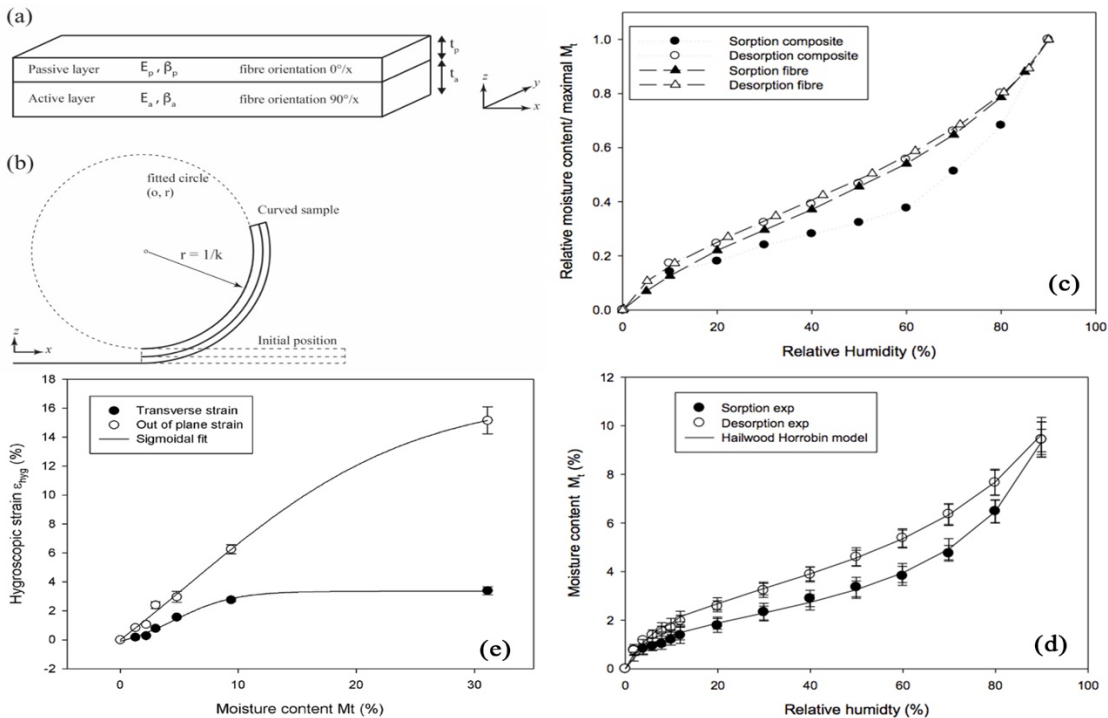 (a)
t_p
Passive layer E_p , β_p fibre orientation 0°/x
t_a
Active layer E_a , β_a fibre orientation 90°/x
z
y
x
(b)
fitted circle
(o, r)
Curved sample
r = 1/k
Initial position
z
x
Relative moisture content/ maximal M_t
1.0
0.8
0.6
0.4
0.2
0.0
Sorption composite
Desorption composite
Sorption fibre
Desorption fibre
(c)
0 20 40 60 80 100
Relative Humidity (%)
Hygroscopic strain ε_hyg (%)
18
16
14
12
10
8
6
4
2
0
-2
Transverse strain
Out of plane strain
Sigmoidal fit
(e)
0 10 20 30
Moisture content Mt (%)
Moisture content M_t (%)
12
10
8
6
4
2
0
Sorption exp
Desorption exp
Hailwood Horrobin model
(d)
0 20 40 60 80 100
Relative humidity (%)